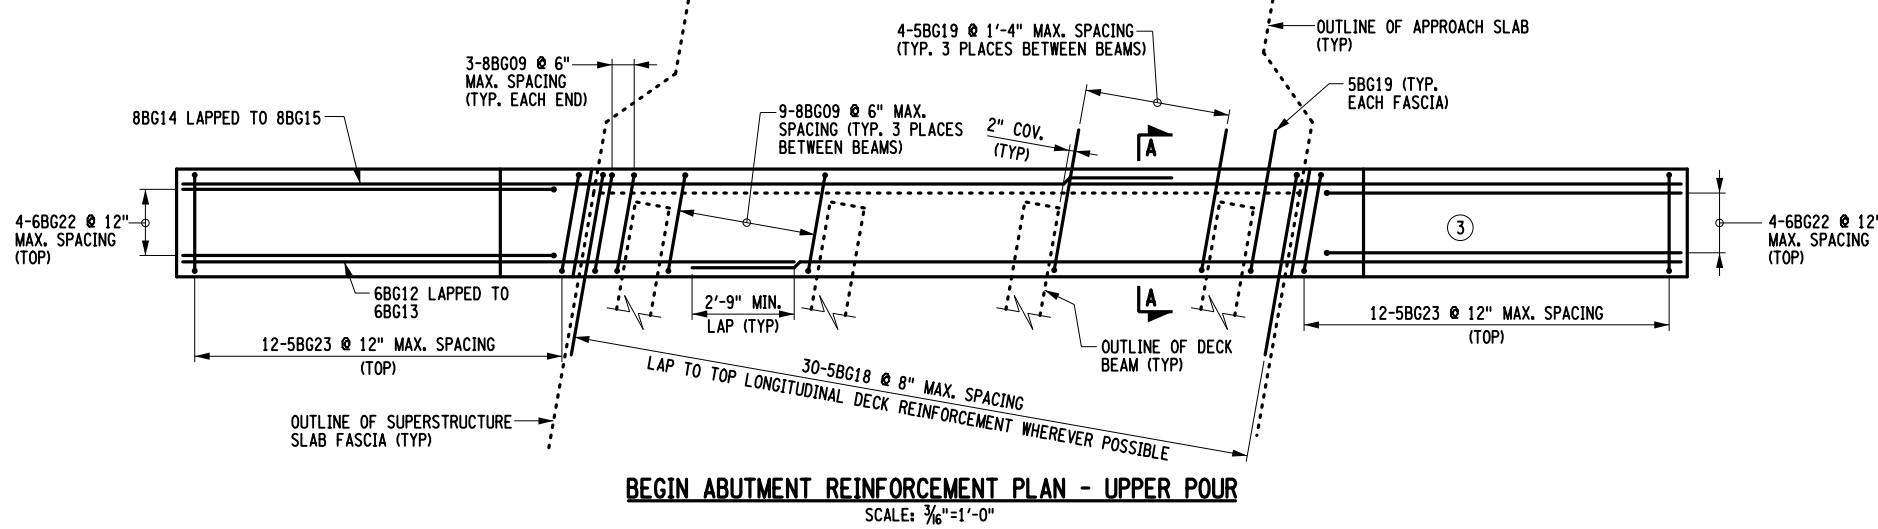 4-5BG19 @ 1'-4" MAX. SPACING
(TYP. 3 PLACES BETWEEN BEAMS)
OUTLINE OF APPROACH SLAB
(TYP)
3-8BG09 @ 6"
MAX. SPACING
(TYP. EACH END)
5BG19 (TYP.
EACH FASCIA)
8BG14 LAPPED TO 8BG15
9-8BG09 @ 6" MAX.
SPACING (TYP. 3 PLACES
BETWEEN BEAMS)
2" COV.
(TYP)
A
4-6BG22 @ 12"
MAX. SPACING
(TOP)
3
4-6BG22 @ 12"
MAX. SPACING
(TOP)
6BG12 LAPPED TO
6BG13
2'-9" MIN.
LAP (TYP)
A
12-5BG23 @ 12" MAX. SPACING
(TOP)
12-5BG23 @ 12" MAX. SPACING
(TOP)
OUTLINE OF DECK
BEAM (TYP)
30-5BG18 @ 8" MAX. SPACING
LAP TO TOP LONGITUDINAL DECK REINFORCEMENT WHEREVER POSSIBLE
OUTLINE OF SUPERSTRUCTURE
SLAB FASCIA (TYP)
BEGIN ABUTMENT REINFORCEMENT PLAN - UPPER POUR
SCALE: 3/16"=1'-0"